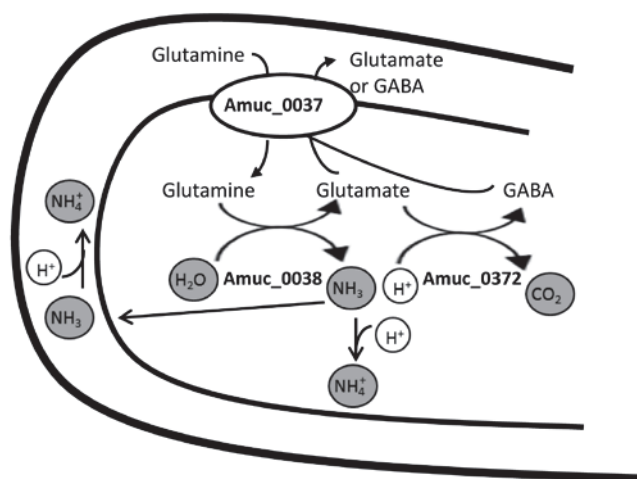 Glutamine
Glutamate
or GABA
Amuc_0037
Glutamine
Glutamate
GABA
NH₄⁺
H⁺
NH₃
H₂O
Amuc_0038
NH₃
H⁺
Amuc_0372
CO₂
H⁺
NH₄⁺